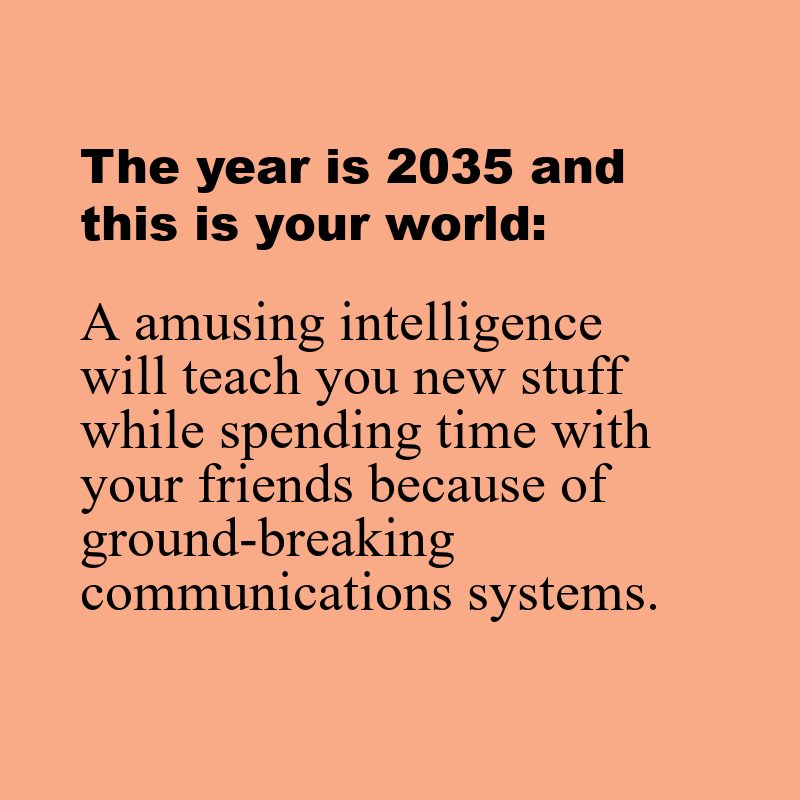 The year is 2035 and
this is your world:
A amusing intelligence
will teach you new stuff
while spending time with
your friends because of
ground-breaking
communications systems.